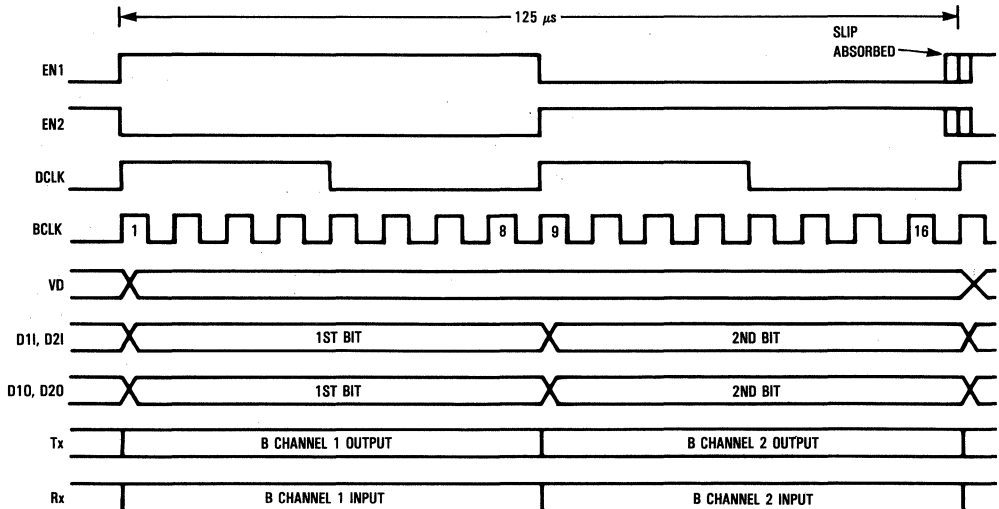 125 μs
SLIP
ABSORBED
EN1
EN2
DCLK
BCLK 1 8 9 16
VD
D1I, D2I 1ST BIT 2ND BIT
D1O, D2O 1ST BIT 2ND BIT
Tx B CHANNEL 1 OUTPUT B CHANNEL 2 OUTPUT
Rx B CHANNEL 1 INPUT B CHANNEL 2 INPUT